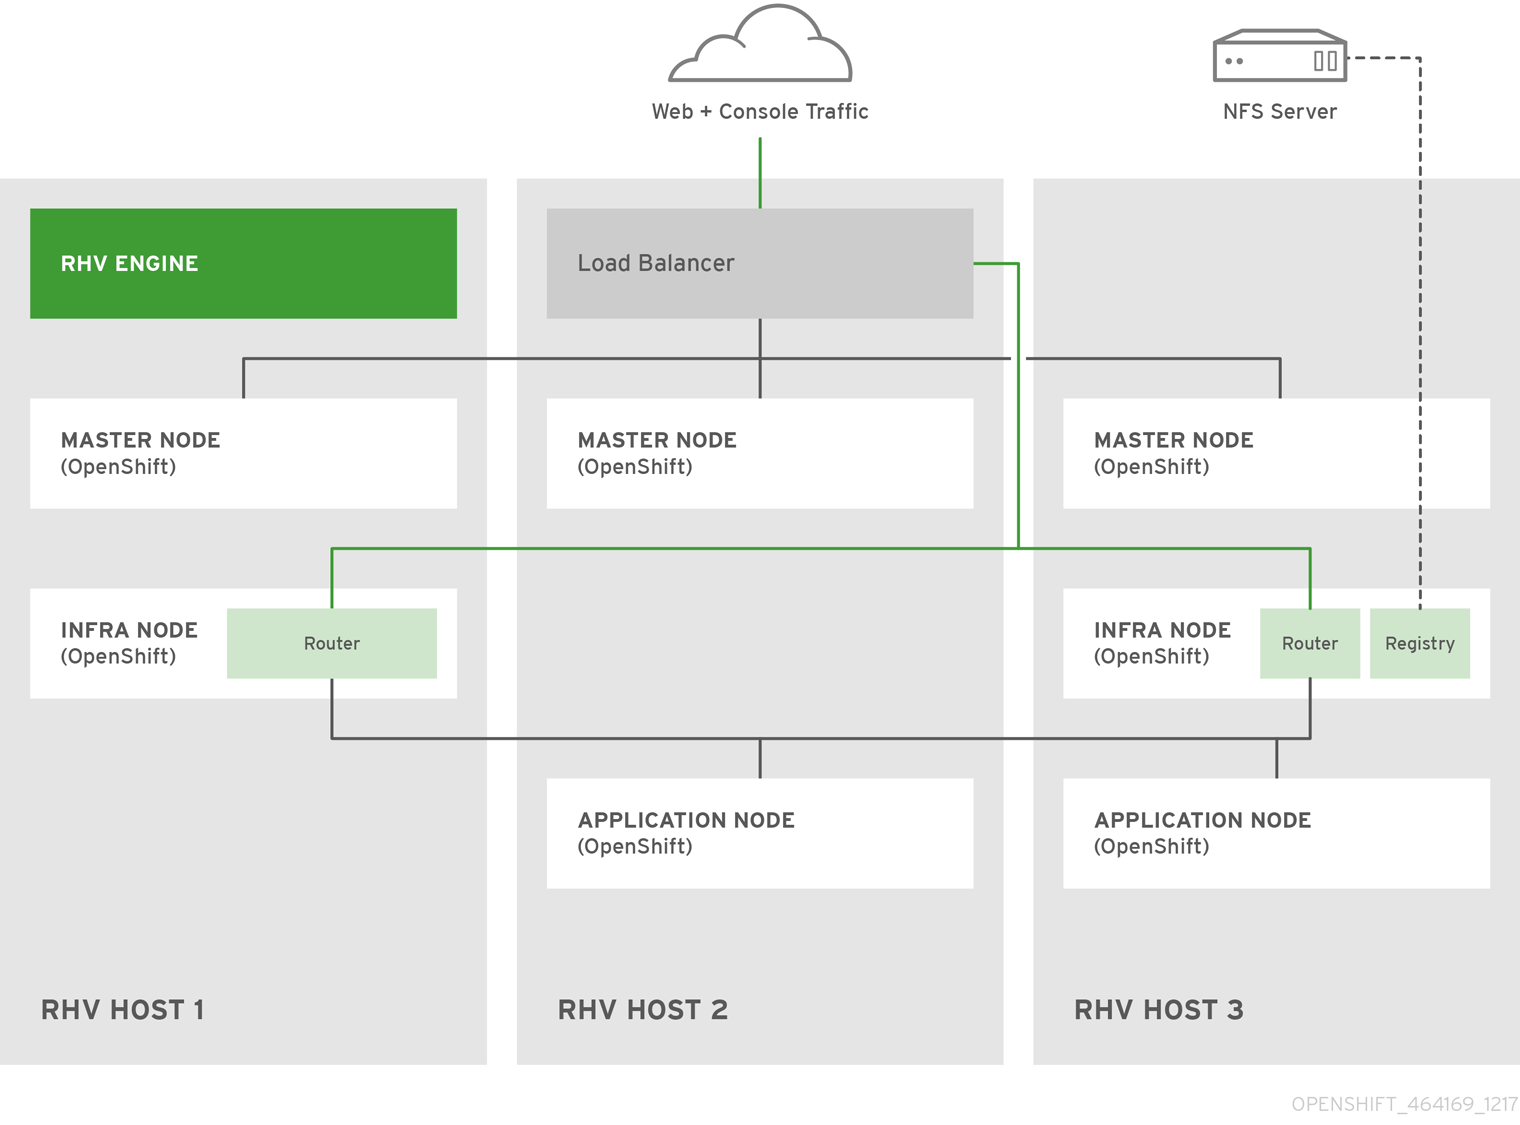 Web + Console Traffic
NFS Server
RHV ENGINE
Load Balancer
MASTER NODE
(OpenShift)
MASTER NODE
(OpenShift)
MASTER NODE
(OpenShift)
INFRA NODE
(OpenShift)
Router
INFRA NODE
(OpenShift)
Router
Registry
APPLICATION NODE
(OpenShift)
APPLICATION NODE
(OpenShift)
RHV HOST 1
RHV HOST 2
RHV HOST 3
OPENSHIFT_464169_1217